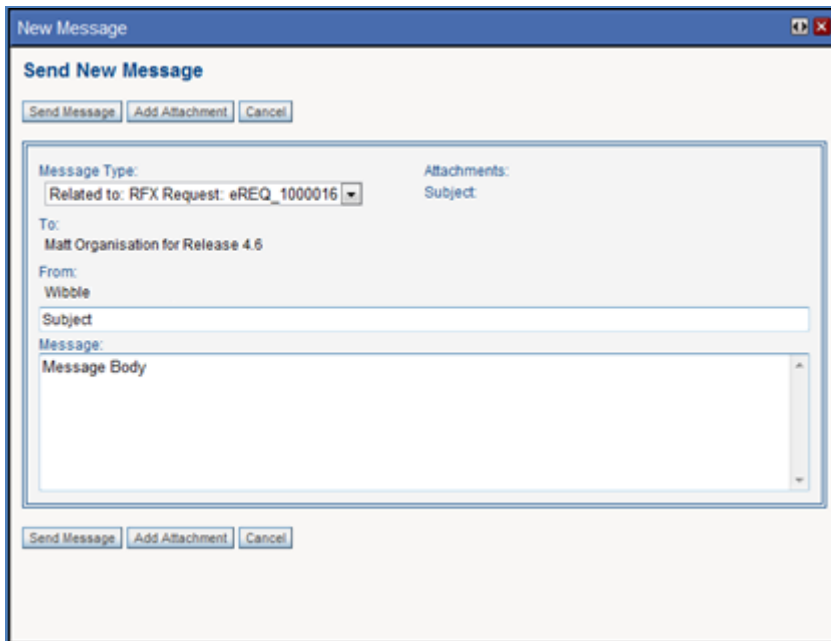 New Message
Send New Message
Send Message Add Attachment Cancel
Message Type:
Related to: RFX Request: eREQ_1000016
Attachments:
Subject:
To:
Matt Organisation for Release 4.6
From:
Wibble
Subject
Message:
Message Body
Send Message Add Attachment Cancel